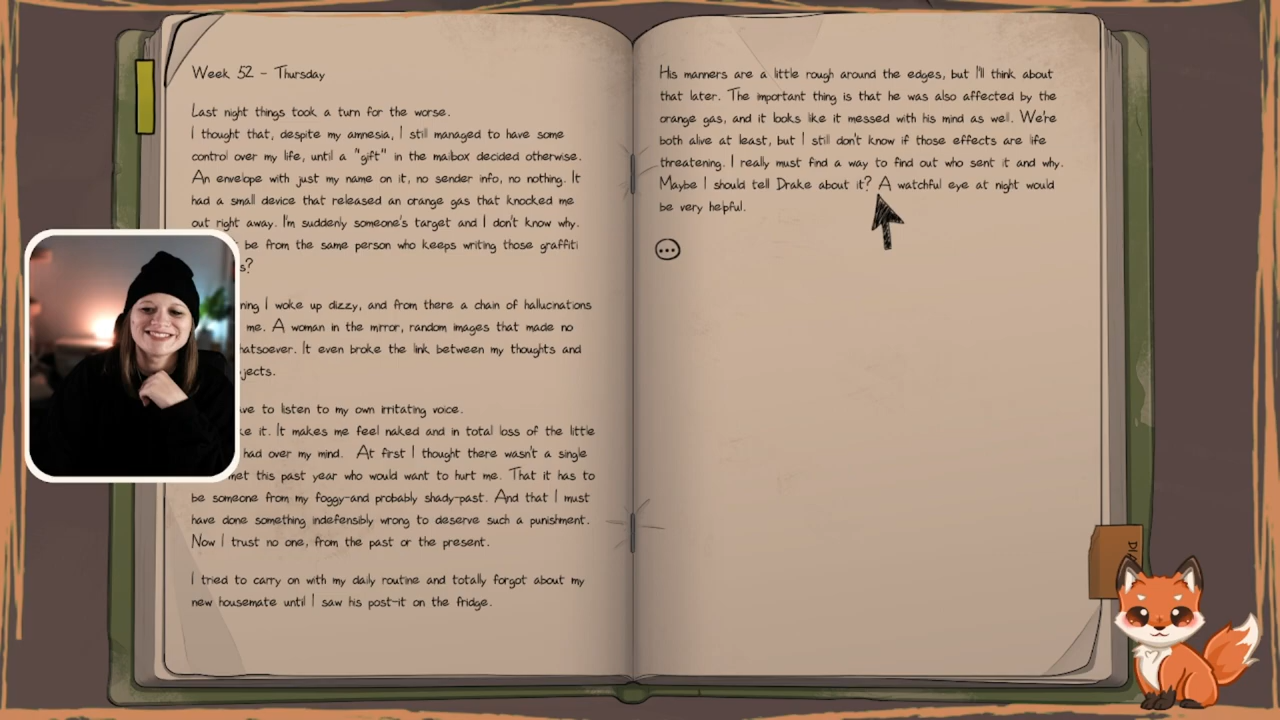 Week 52 - Thursday
Last night things took a turn for the worse.
I thought that, despite my amnesia, I still managed to have some
control over my life, until a "gift" in the mailbox decided otherwise.
An envelope with just my name on it, no sender info, no nothing. It
had a small device that released an orange gas that knocked me
out right away. I'm suddenly someone's target and I don't know why.
be from the same person who keeps writing those graffiti
I woke up dizzy, and from there a chain of hallucinations
me. A woman in the mirror, random images that made no
It even broke the link between my thoughts and
to listen to my own irritating voice.
it. It makes me feel naked and in total loss of the little
had over my mind. At first I thought there wasn't a single
met this past year who would want to hurt me. That it has to
be someone from my foggy-and probably shady-past. And that I must
have done something indefensibly wrong to deserve such a punishment.
Now I trust no one, from the past or the present.
I tried to carry on with my daily routine and totally forgot about my
new housemate until I saw his post-it on the fridge.
His manners are a little rough around the edges, but I'll think about
that later. The important thing is that he was also affected by the
orange gas, and it looks like it messed with his mind as well. We're
both alive at least, but I still don't know if those effects are life
threatening. I really must find a way to find out who sent it and why.
Maybe I should tell Drake about it? A watchful eye at night would
be very helpful.